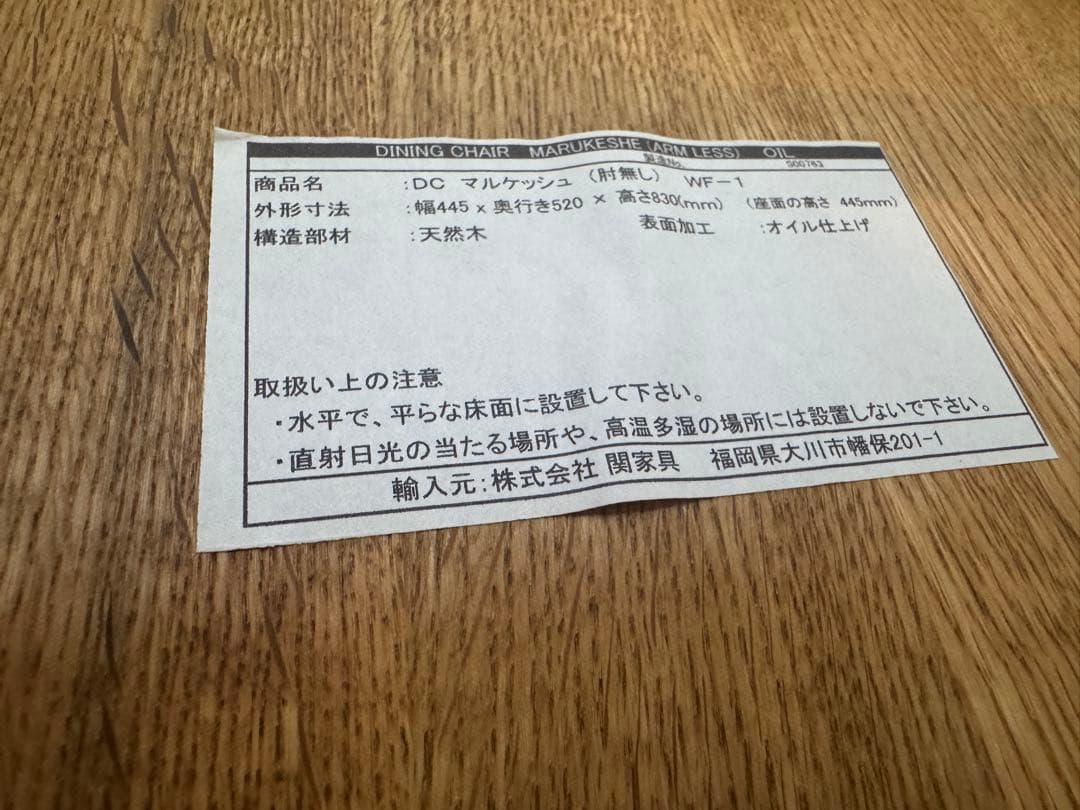 DINING CHAIR MARUKESHE (ARM LESS) OIL
製造No. S00763
商品名 :DC マルケッシュ (肘無し) WF-1
外形寸法 :幅445 x 奥行き520 × 高さ830(mm) (座面の高さ 445mm)
構造部材 :天然木 表面加工 :オイル仕上げ
取扱い上の注意
・水平で、平らな床面に設置して下さい。
・直射日光の当たる場所や、高温多湿の場所には設置しないで下さい。
輸入元:株式会社 関家具 福岡県大川市幡保201-1